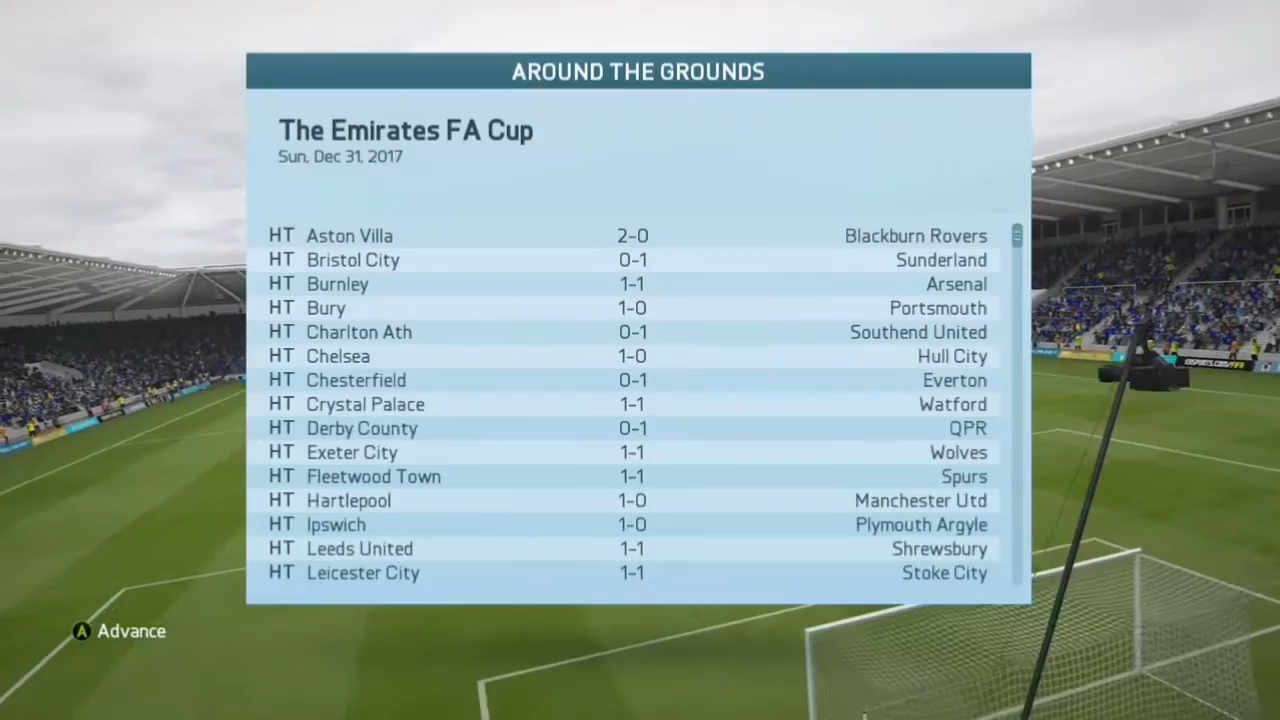 AROUND THE GROUNDS
The Emirates FA Cup
Sun, Dec 31, 2017
HT Aston Villa 2-0 Blackburn Rovers
HT Bristol City 0-1 Sunderland
HT Burnley 1-1 Arsenal
HT Bury 1-0 Portsmouth
HT Charlton Ath 0-1 Southend United
HT Chelsea 1-0 Hull City
HT Chesterfield 0-1 Everton
HT Crystal Palace 1-1 Watford
HT Derby County 0-1 QPR
HT Exeter City 1-1 Wolves
HT Fleetwood Town 1-1 Spurs
HT Hartlepool 1-0 Manchester Utd
HT Ipswich 1-0 Plymouth Argyle
HT Leeds United 1-1 Shrewsbury
HT Leicester City 1-1 Stoke City
A Advance